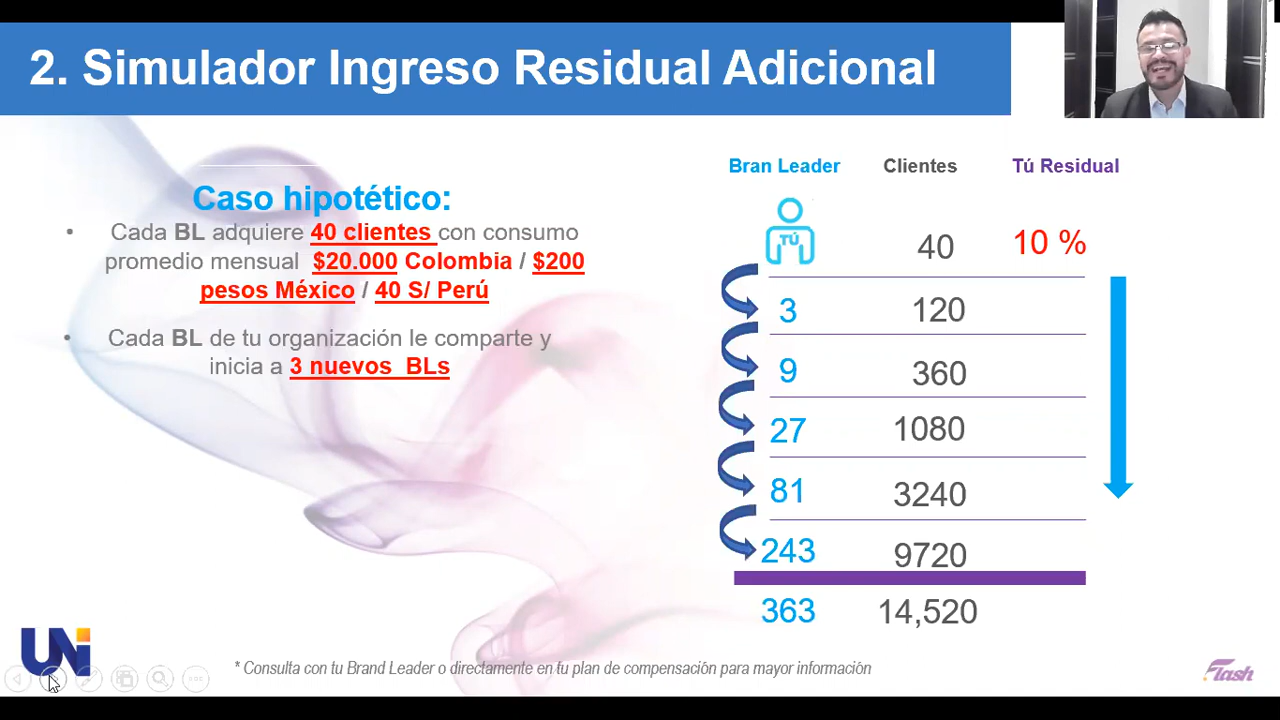 2. Simulador Ingreso Residual Adicional
Caso hipotético:
• Cada BL adquiere 40 clientes con consumo
promedio mensual $20.000 Colombia / $200
pesos México / 40 S/ Perú
• Cada BL de tu organización le comparte y
inicia a 3 nuevos BLs
Bran Leader Clientes Tú Residual
TÚ 40 10 %
3 120
9 360
27 1080
81 3240
243 9720
363 14,520
UNi
* Consulta con tu Brand Leader o directamente en tu plan de compensación para mayor información
Flash